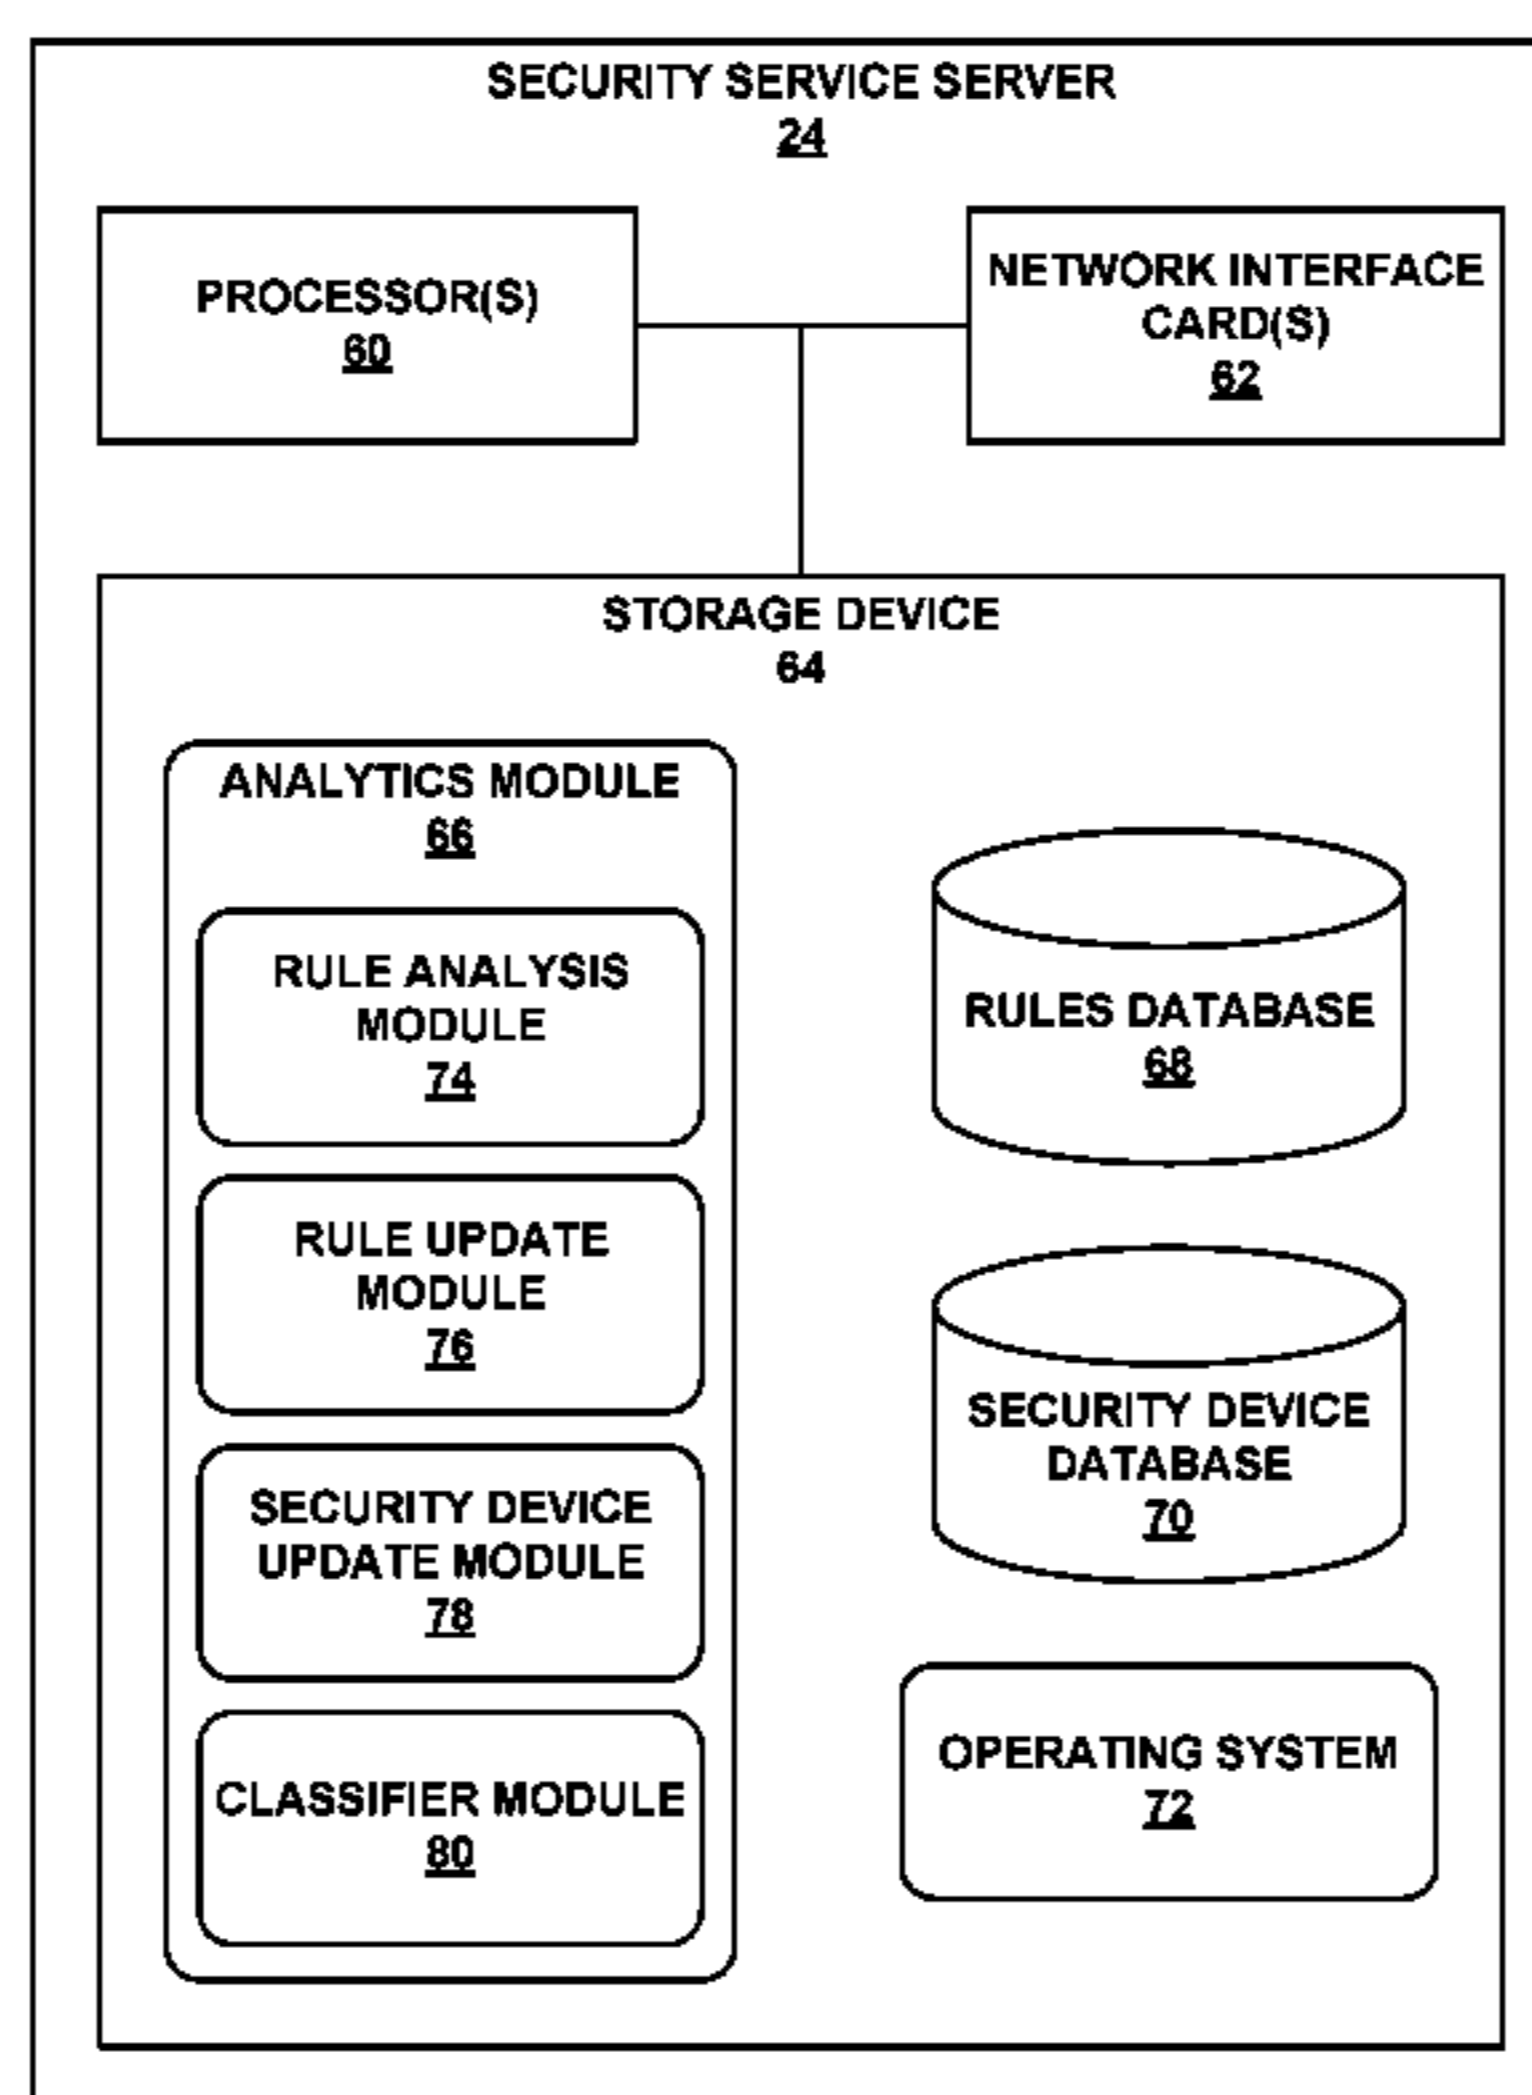 SECURITY SERVICE SERVER
24
PROCESSOR(S)
60
NETWORK INTERFACE
CARD(S)
62
STORAGE DEVICE
64
ANALYTICS MODULE
66
RULE ANALYSIS
MODULE
74
RULE UPDATE
MODULE
76
SECURITY DEVICE
UPDATE MODULE
78
CLASSIFIER MODULE
80
RULES DATABASE
68
SECURITY DEVICE
DATABASE
70
OPERATING SYSTEM
72